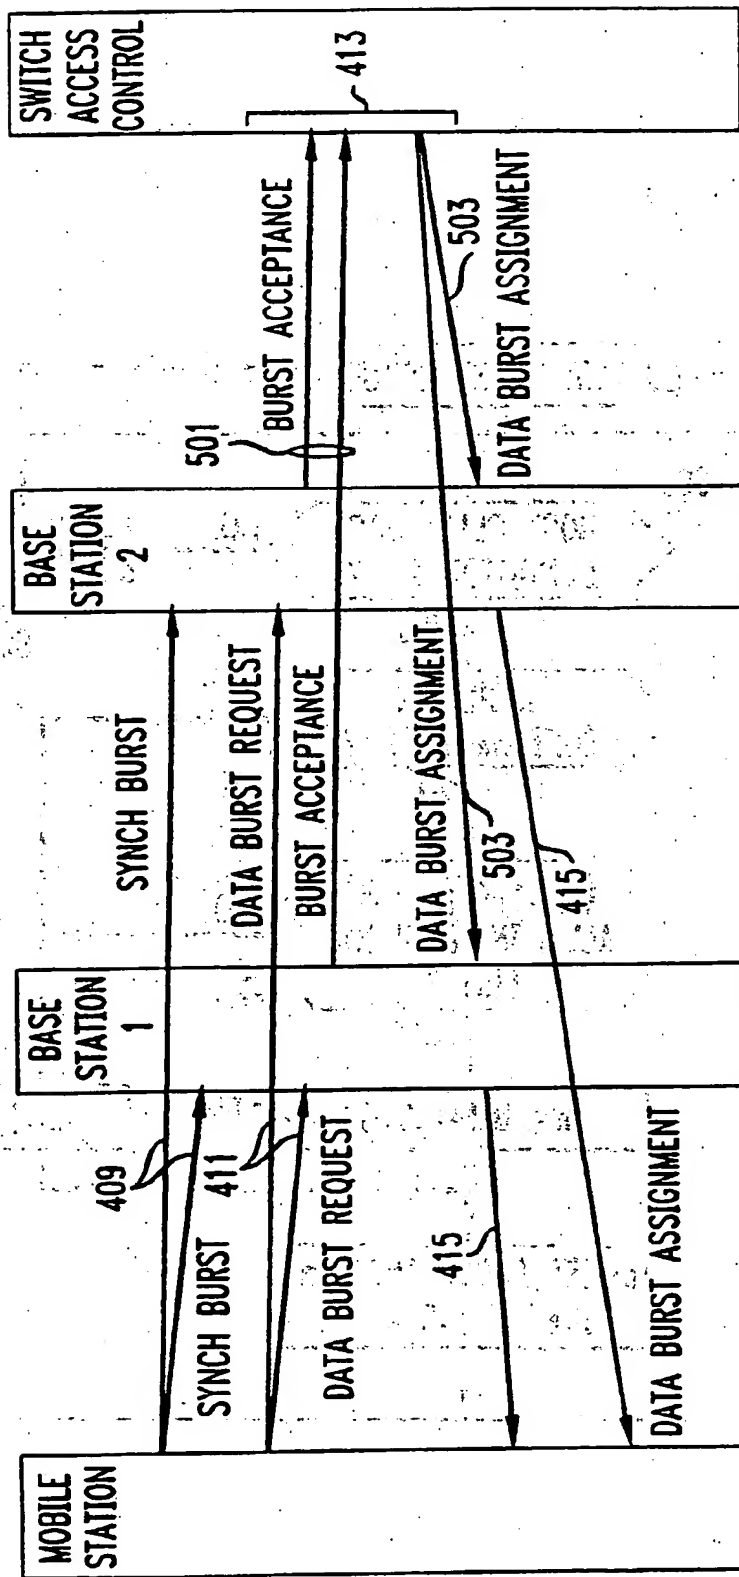 MOBILE
STATION
BASE
STATION
1
BASE
STATION
2
SWITCH
ACCESS
CONTROL
409
SYNCH BURST
SYNCH BURST
411
DATA BURST REQUEST
DATA BURST REQUEST
501
BURST ACCEPTANCE
BURST ACCEPTANCE
413
503
DATA BURST ASSIGNMENT
DATA BURST ASSIGNMENT
503
415
415
DATA BURST ASSIGNMENT